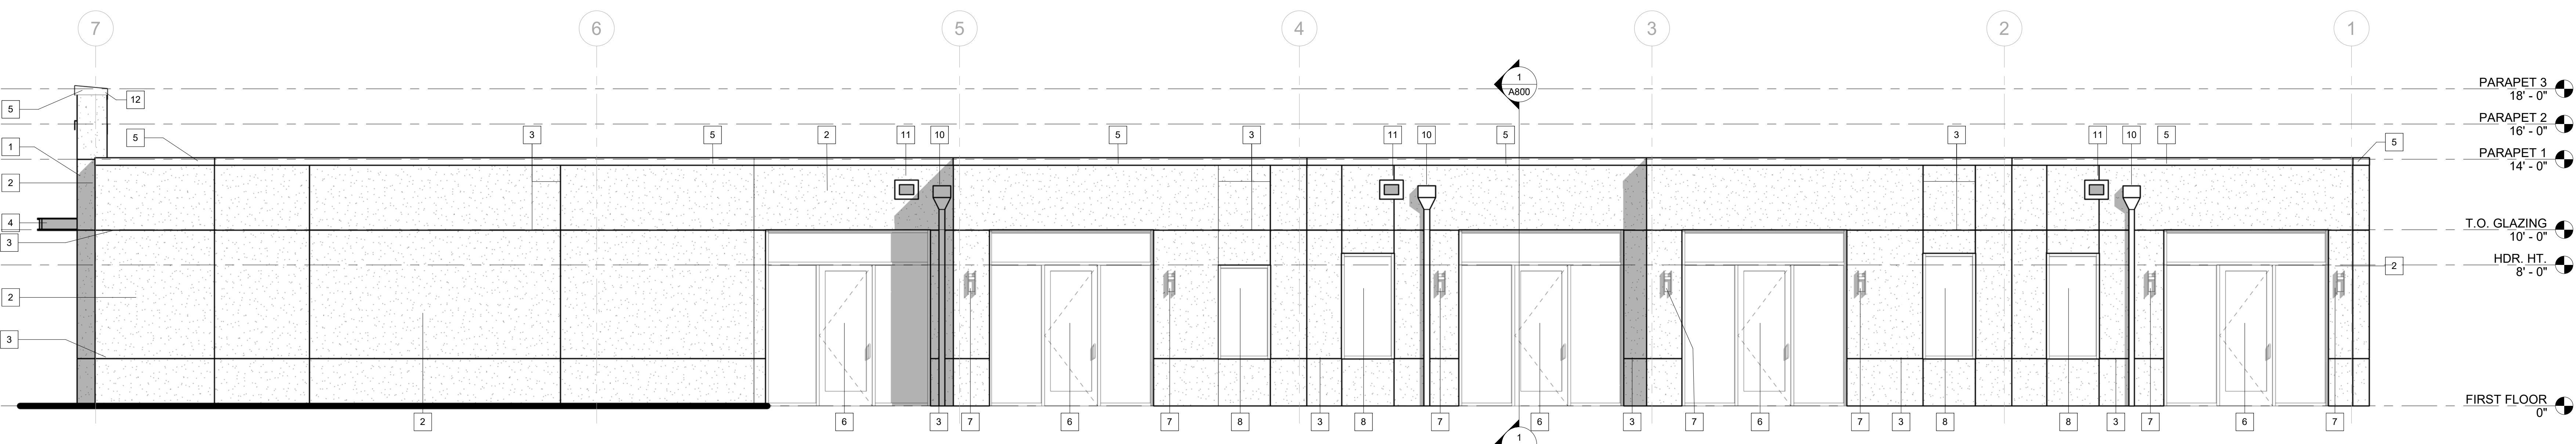 7 6 5 4 3 2 1
1
A800
PARAPET 3
18' - 0"
5 12
PARAPET 2
16' - 0"
5 3 5 2 11 10 5 3 11 10 5 3 11 10 5
5
1
PARAPET 1
14' - 0"
2
4
T.O. GLAZING
10' - 0"
3
HDR. HT.
8' - 0"
2
2
3
FIRST FLOOR
0"
2 6 3 7 6 7 8 3 8 7 6 3 7 6 7 3 8 8 3 7 6 7
1